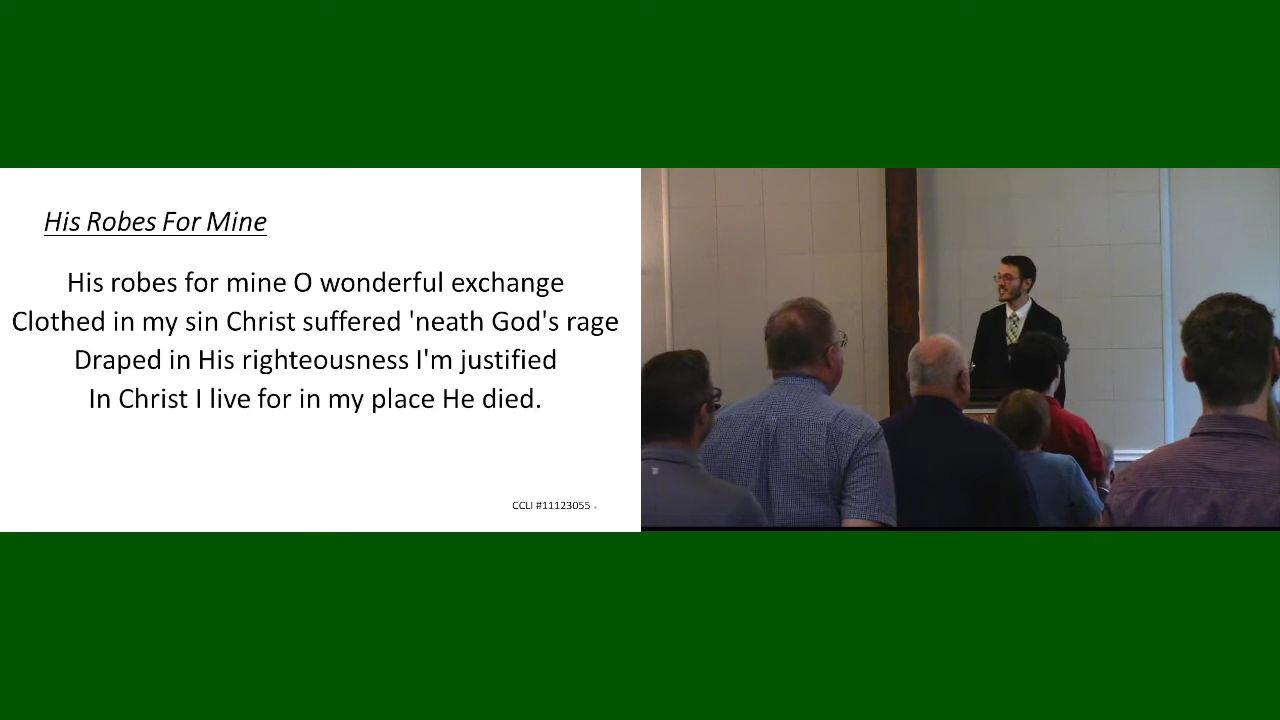 His Robes For Mine
His robes for mine O wonderful exchange
Clothed in my sin Christ suffered 'neath God's rage
Draped in His righteousness I'm justified
In Christ I live for in my place He died.
CCLI #11123055